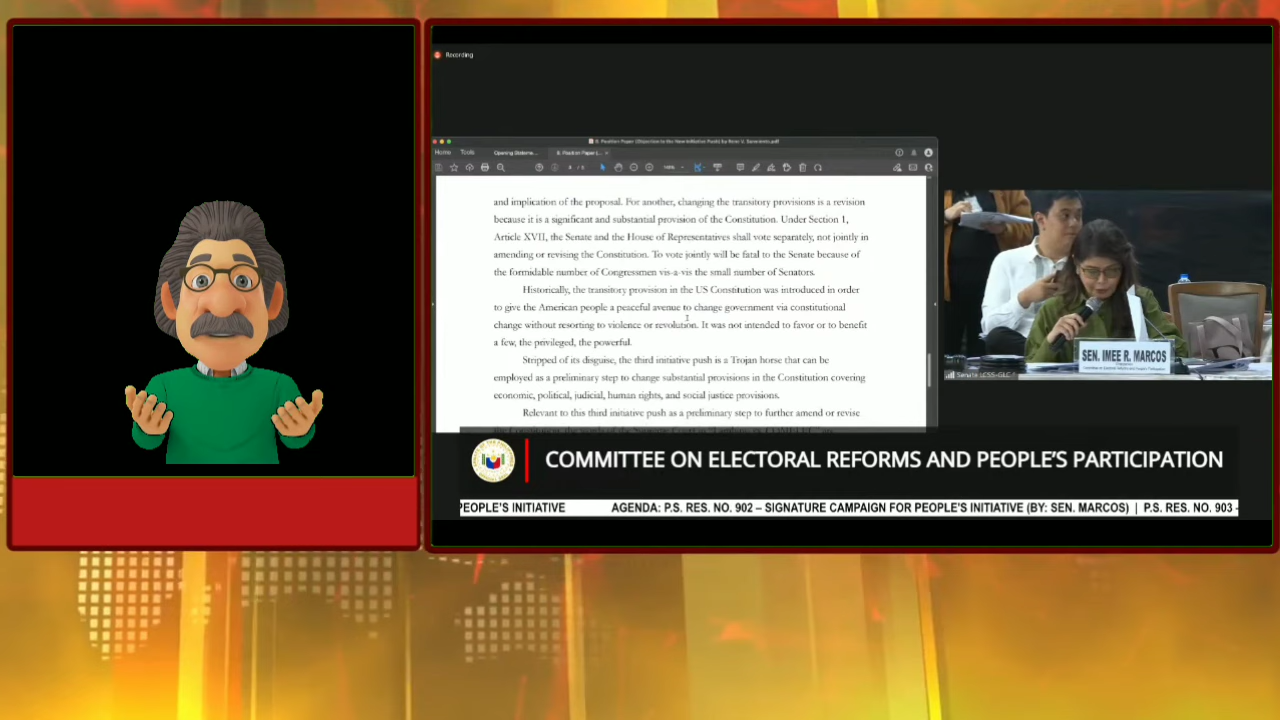 Recording
Home Tools Opening Stateme...
and implication of the proposal. For another, changing the transitory provisions is a revision
because it is a significant and substantial provision of the Constitution. Under Section 1,
Article XVII, the Senate and the House of Representatives shall vote separately, not jointly in
amending or revising the Constitution. To vote jointly will be fatal to the Senate because of
the formidable number of Congressmen vis-a-vis the small number of Senators.
Historically, the transitory provision in the US Constitution was introduced in order
to give the American people a peaceful avenue to change government via constitutional
change without resorting to violence or revolution. It was not intended to favor or to benefit
a few, the privileged, the powerful.
Stripped of its disguise, the third initiative push is a Trojan horse that can be
employed as a preliminary step to change substantial provisions in the Constitution covering
economic, political, judicial, human rights, and social justice provisions.
Relevant to this third initiative push as a preliminary step to further amend or revise
SEN. IMEE R. MARCOS
Senate LCSS-GLC
COMMITTEE ON ELECTORAL REFORMS AND PEOPLE'S PARTICIPATION
PEOPLE'S INITIATIVE AGENDA: P.S. RES. NO. 902 – SIGNATURE CAMPAIGN FOR PEOPLE'S INITIATIVE (BY: SEN. MARCOS) | P.S. RES. NO. 903 -